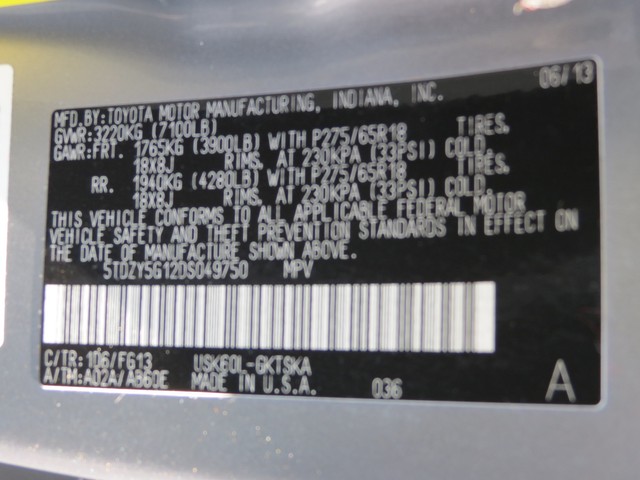 06/13
MFD.BY:TOYOTA MOTOR MANUFACTURING, INDIANA, INC.
GVWR:3220KG (7100LB)
GAWR:FRT. 1765KG (3900LB) WITH P275/65R18 TIRES.
18X8J RIMS. AT 230KPA (33PSI) COLD.
RR. 1940KG (4280LB) WITH P275/65R18 TIRES.
18X8J RIMS. AT 230KPA (33PSI) COLD.
THIS VEHICLE CONFORMS TO ALL APPLICABLE FEDERAL MOTOR
VEHICLE SAFETY AND THEFT PREVENTION STANDARDS IN EFFECT ON
THE DATE OF MANUFACTURE SHOWN ABOVE.
5TDZY5G12DS049750 MPV
C/TR:1D6/FG13 USK60L-GKTSKA
A/TM:A02A/AB60E MADE IN U.S.A. 036 A